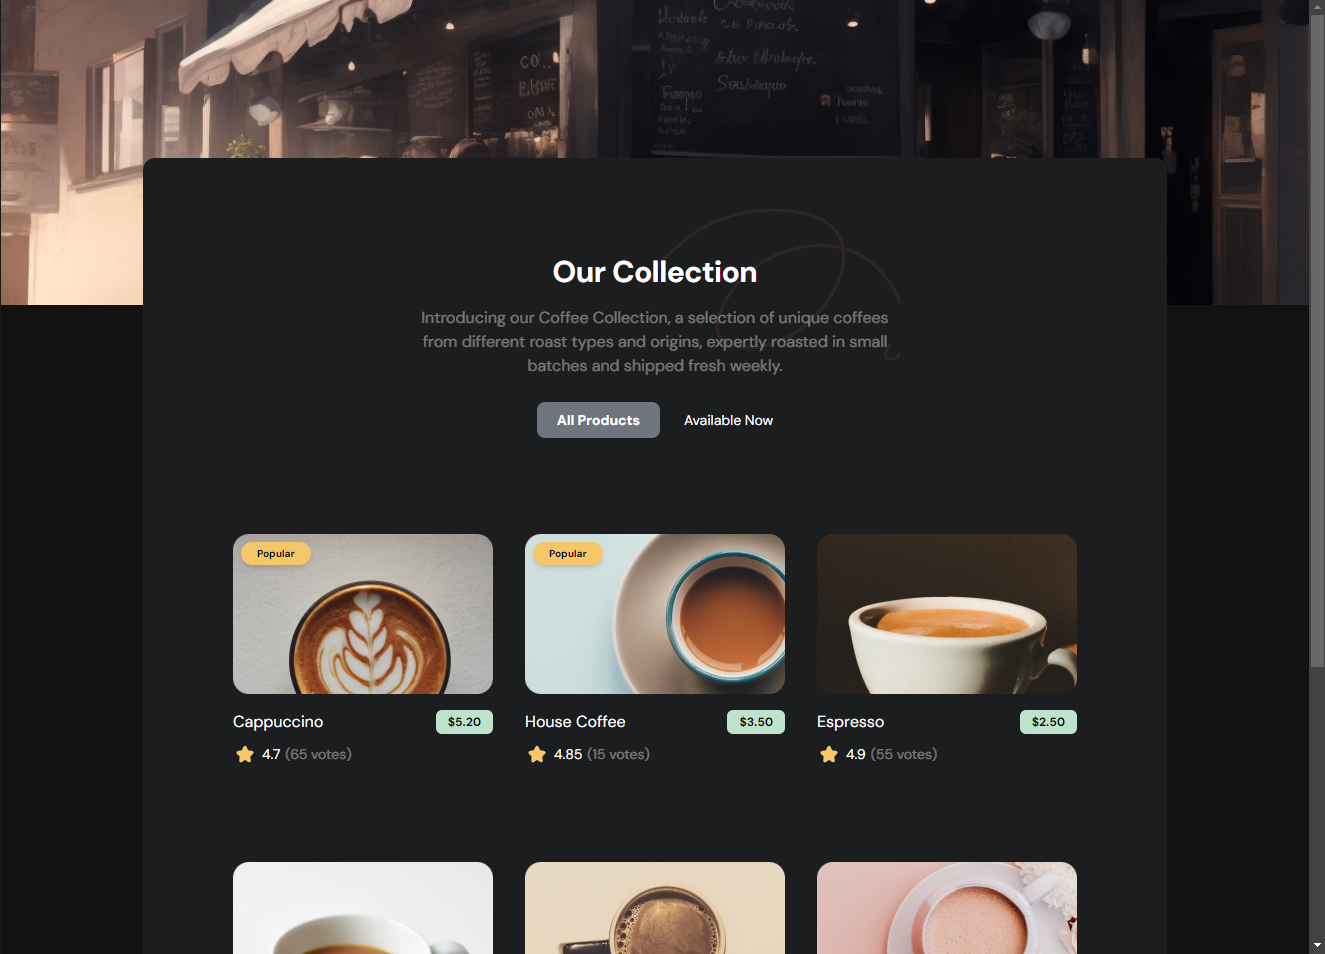 Our Collection
Introducing our Coffee Collection, a selection of unique coffees
from different roast types and origins, expertly roasted in small
batches and shipped fresh weekly.
All Products
Available Now
Popular
Popular
Cappuccino
$5.20
House Coffee
$3.50
Espresso
$2.50
4.7 (65 votes)
4.85 (15 votes)
4.9 (55 votes)